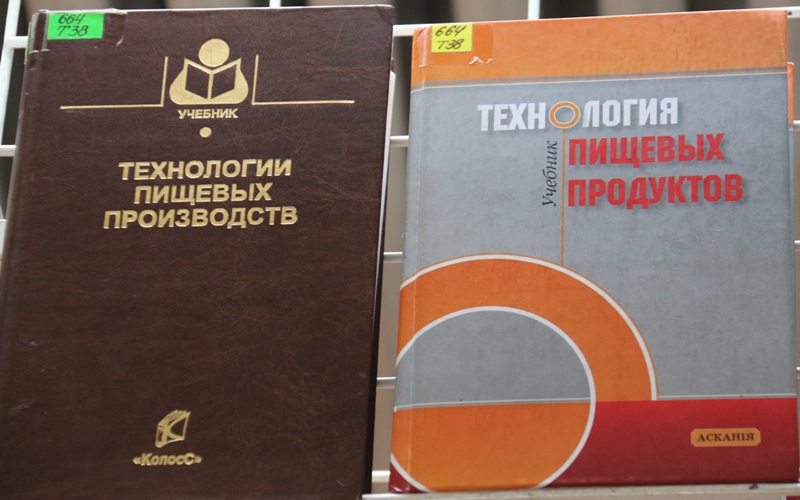 664
Т38
УЧЕБНИК
ТЕХНОЛОГИИ
ПИЩЕВЫХ
ПРОИЗВОДСТВ
«КолосС»
664
Т38
ТЕХНОЛОГИЯ
Учебник
ПИЩЕВЫХ
ПРОДУКТОВ
АСКАНІЯ